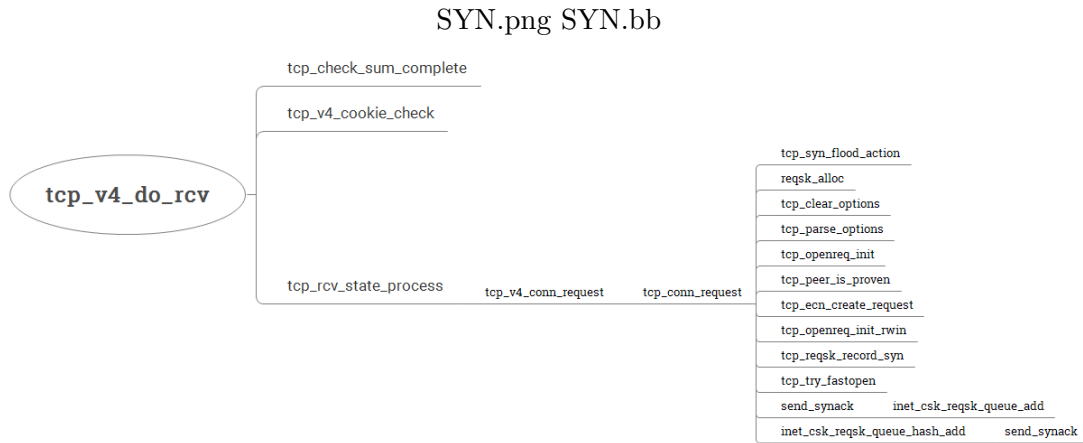 SYN.png SYN.bb
tcp_check_sum_complete
tcp_v4_cookie_check
tcp_v4_do_rcv
tcp_rcv_state_process
tcp_v4_conn_request
tcp_conn_request
tcp_syn_flood_action
reqsk_alloc
tcp_clear_options
tcp_parse_options
tcp_openreq_init
tcp_peer_is_proven
tcp_ecn_create_request
tcp_openreq_init_rwin
tcp_reqsk_record_syn
tcp_try_fastopen
send_synack inet_csk_reqsk_queue_add
inet_csk_reqsk_queue_hash_add send_synack